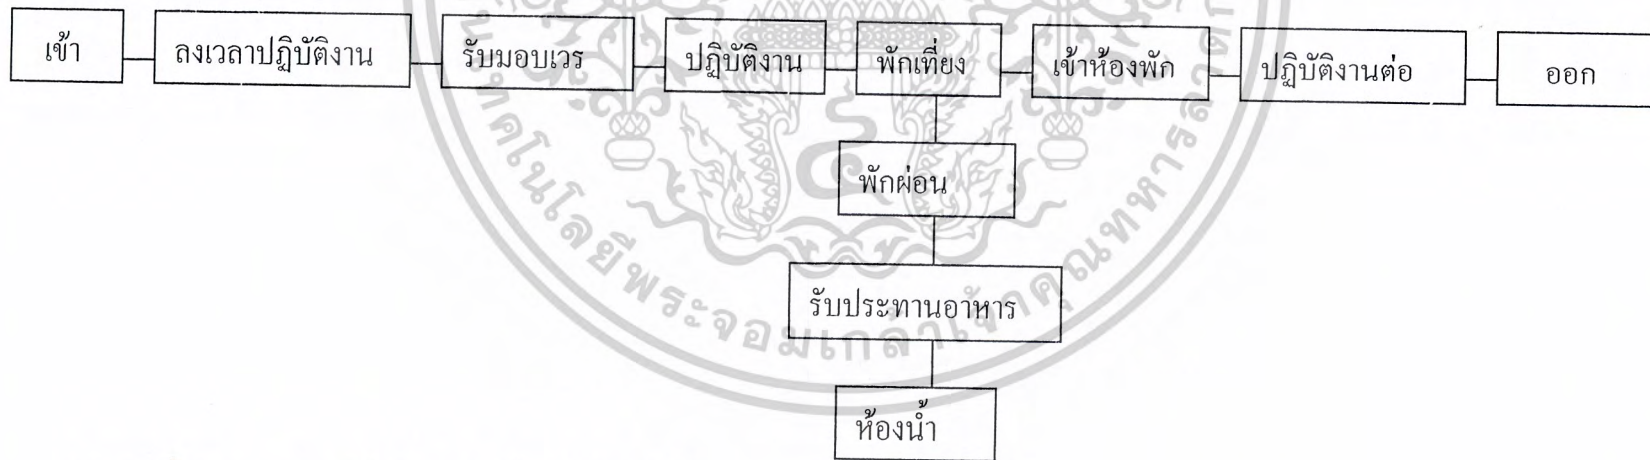 เข้า
ลงเวลาปฏิบัติงาน
รับมอบเวร
ปฏิบัติงาน
พักเที่ยง
เข้าห้องพัก
ปฏิบัติงานต่อ
ออก
พักผ่อน
รับประทานอาหาร
ห้องน้ำ